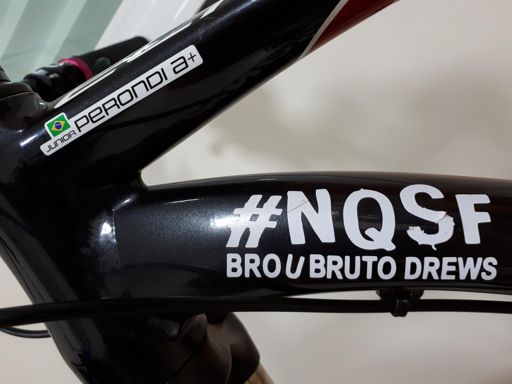 JUNIOR PERONDI a+
#NQSF
BRO U BRUTO DREWS